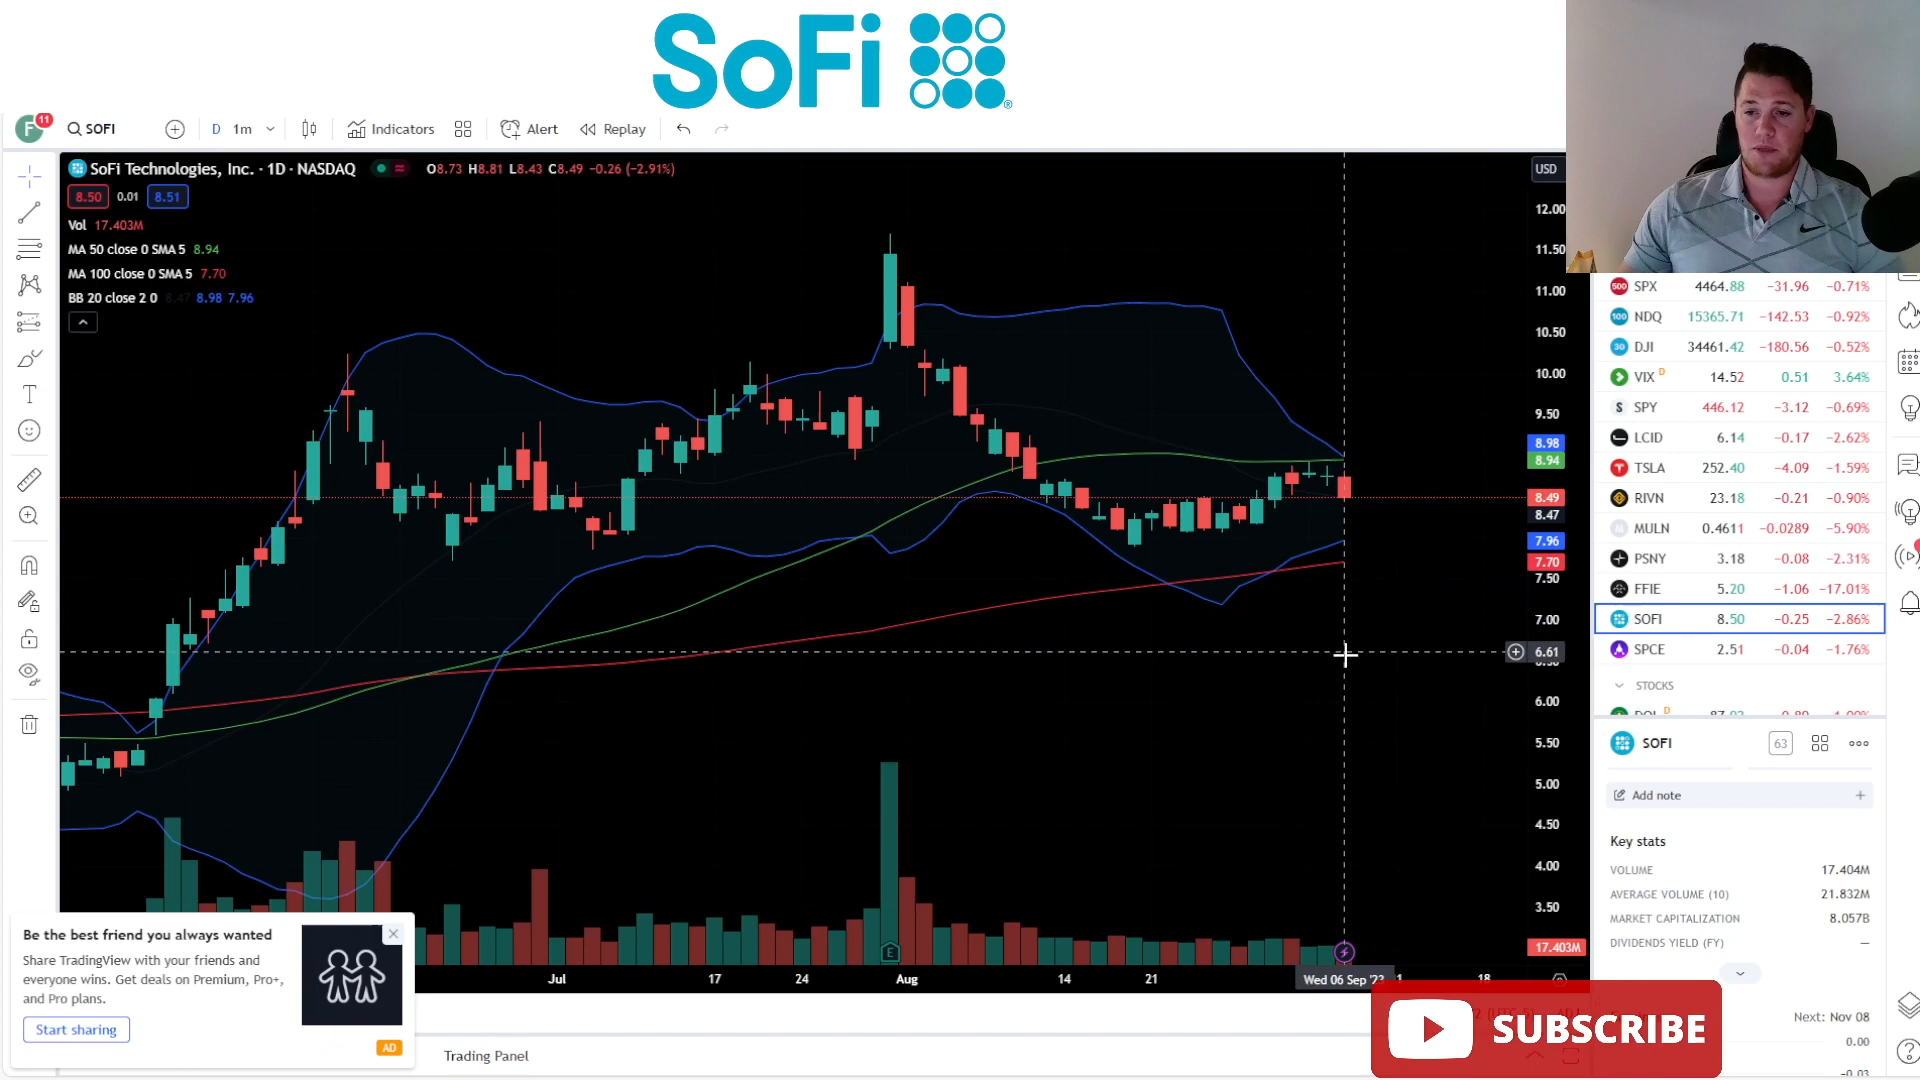 SoFi ®
F 11 SOFI D 1m Indicators Alert Replay
SoFi Technologies, Inc. · 1D · NASDAQ O8.73 H8.81 L8.43 C8.49 −0.26 (−2.91%)
8.50 0.01 8.51
Vol 17.403M
MA 50 close 0 SMA 5 8.94
MA 100 close 0 SMA 5 7.70
BB 20 close 2 0 8.47 8.98 7.96
USD
12.00
11.50
11.00
10.50
10.00
9.50
8.98
8.94
8.49
8.47
7.96
7.70
7.50
7.00
6.61
6.00
5.50
5.00
4.50
4.00
3.50
17.403M
E
Jul 17 24 Aug 14 21 Wed 06 Sep '23 18
500 SPX 4464.88 −31.96 −0.71%
100 NDQ 15365.71 −142.53 −0.92%
30 DJI 34461.42 −180.56 −0.52%
VIX D 14.52 0.51 3.64%
S SPY 446.12 −3.12 −0.69%
LCID 6.14 −0.17 −2.62%
TSLA 252.40 −4.09 −1.59%
RIVN 23.18 −0.21 −0.90%
M MULN 0.4611 −0.0289 −5.90%
PSNY 3.18 −0.08 −2.31%
FFIE 5.20 −1.06 −17.01%
SOFI 8.50 −0.25 −2.86%
SPCE 2.51 −0.04 −1.76%
STOCKS
SOFI 63
Add note +
Key stats
VOLUME 17.404M
AVERAGE VOLUME (10) 21.832M
MARKET CAPITALIZATION 8.057B
DIVIDENDS YIELD (FY) —
Next: Nov 08
0.00
−0.03
Be the best friend you always wanted
Share TradingView with your friends and
everyone wins. Get deals on Premium, Pro+,
and Pro plans.
Start sharing
AD
Trading Panel
SUBSCRIBE